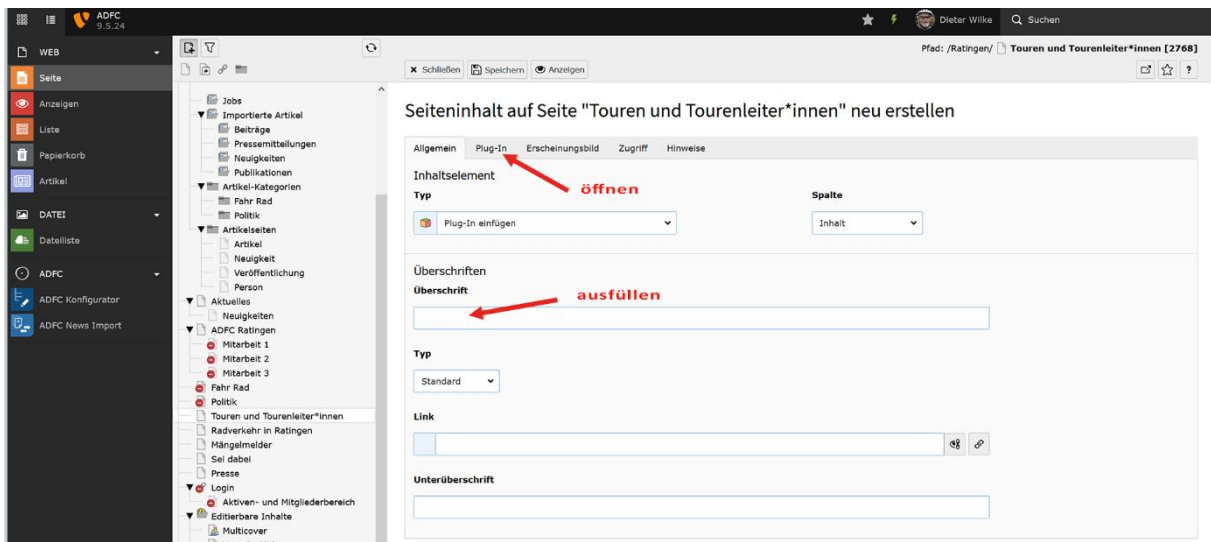 ADFC
9.5.24
Dieter Wilke
Suchen
WEB
Seite
Anzeigen
Liste
Papierkorb
Artikel
DATEI
Dateiliste
ADFC
ADFC Konfigurator
ADFC News Import
Jobs
Importierte Artikel
Beiträge
Pressemitteilungen
Neuigkeiten
Publikationen
Artikel-Kategorien
Fahr Rad
Politik
Artikelseiten
Artikel
Neuigkeit
Veröffentlichung
Person
Aktuelles
Neuigkeiten
ADFC Ratingen
Mitarbeit 1
Mitarbeit 2
Mitarbeit 3
Fahr Rad
Politik
Touren und Tourenleiter*innen
Radverkehr in Ratingen
Mängelmelder
Sei dabei
Presse
Login
Aktiven- und Mitgliederbereich
Editierbare Inhalte
Multicover
Pfad: /Ratingen/ Touren und Tourenleiter*innen [2768]
Schließen Speichern Anzeigen ?
Seiteninhalt auf Seite "Touren und Tourenleiter*innen" neu erstellen
Allgemein Plug-In Erscheinungsbild Zugriff Hinweise
Inhaltselement
öffnen
Typ Spalte
Plug-In einfügen Inhalt
Überschriften
Überschrift
ausfüllen
Typ
Standard
Link
Unterüberschrift